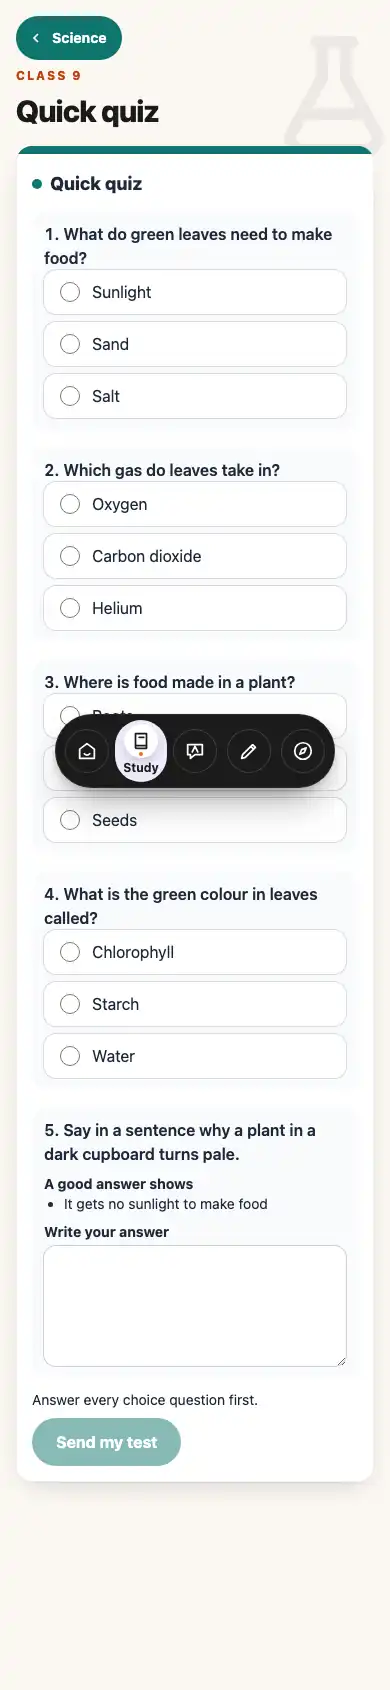 Science
CLASS 9
Quick quiz
Quick quiz
1. What do green leaves need to make
food?
Sunlight
Sand
Salt
2. Which gas do leaves take in?
Oxygen
Carbon dioxide
Helium
3. Where is food made in a plant?
Study
Seeds
4. What is the green colour in leaves
called?
Chlorophyll
Starch
Water
5. Say in a sentence why a plant in a
dark cupboard turns pale.
A good answer shows
• It gets no sunlight to make food
Write your answer
Answer every choice question first.
Send my test